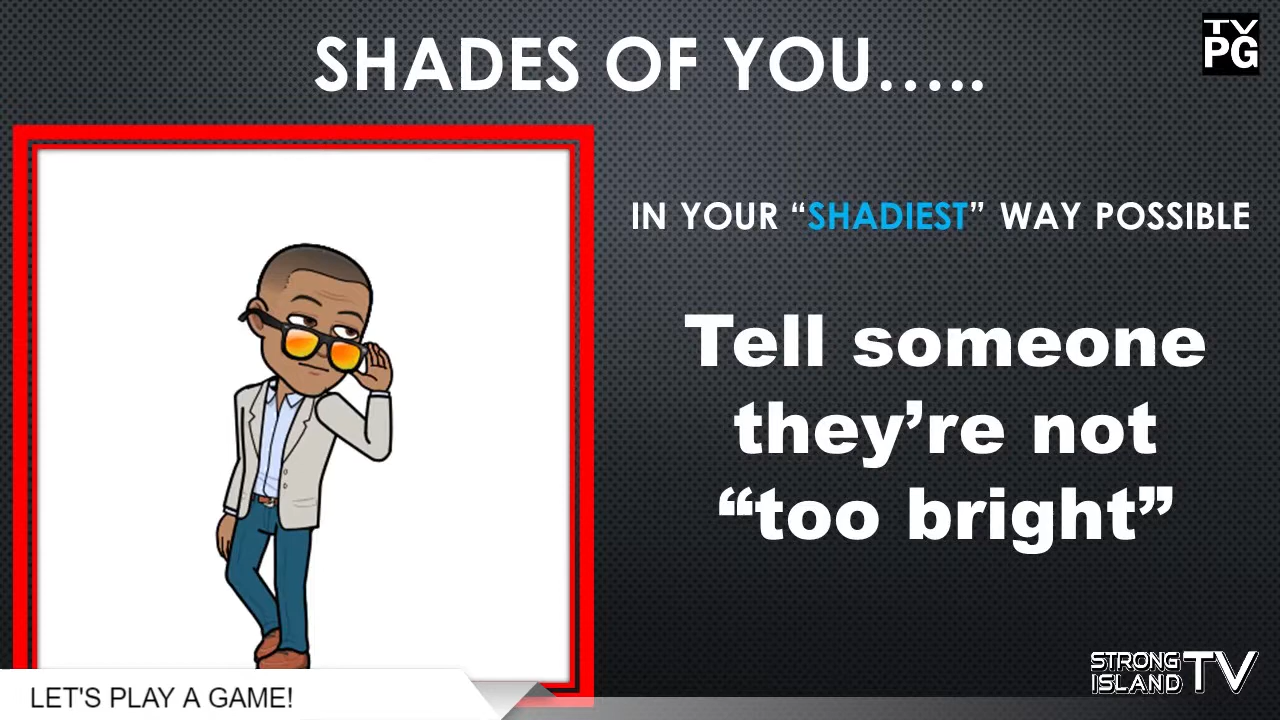 SHADES OF YOU.....
TV
PG
IN YOUR “SHADIEST” WAY POSSIBLE
Tell someone
they’re not
“too bright”
STRONG
ISLAND TV
LET'S PLAY A GAME!